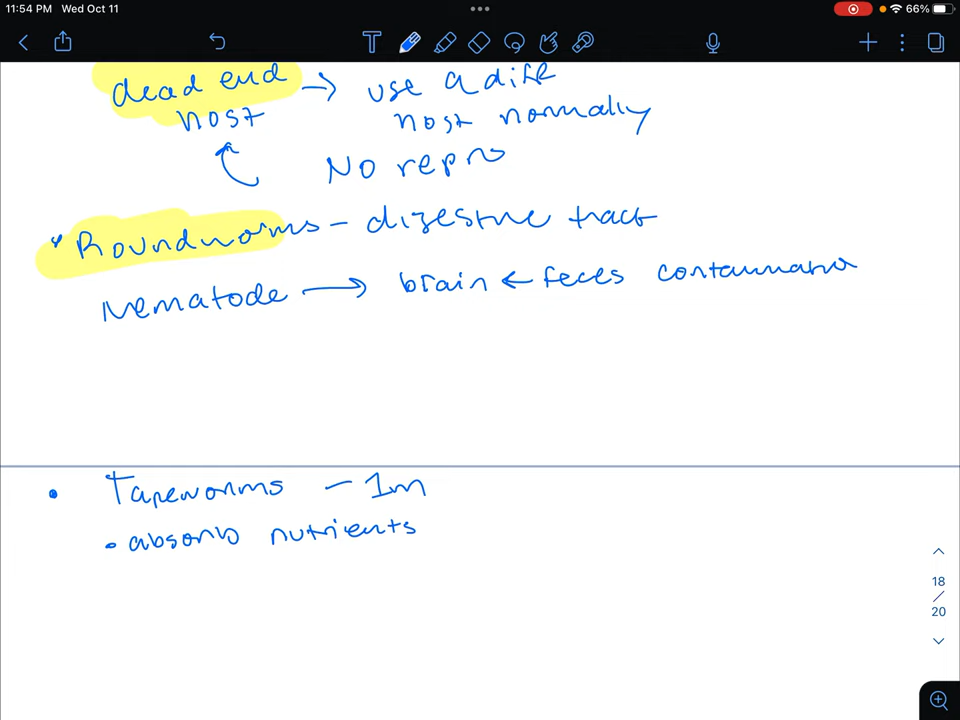 11:54 PM Wed Oct 11
66%
dead end → use a diff
host host normally
No repro
• Roundworms - digestive tract
Nematode → brain ← feces
• Tapeworms - 1m
• absorb nutrients
18
/
20